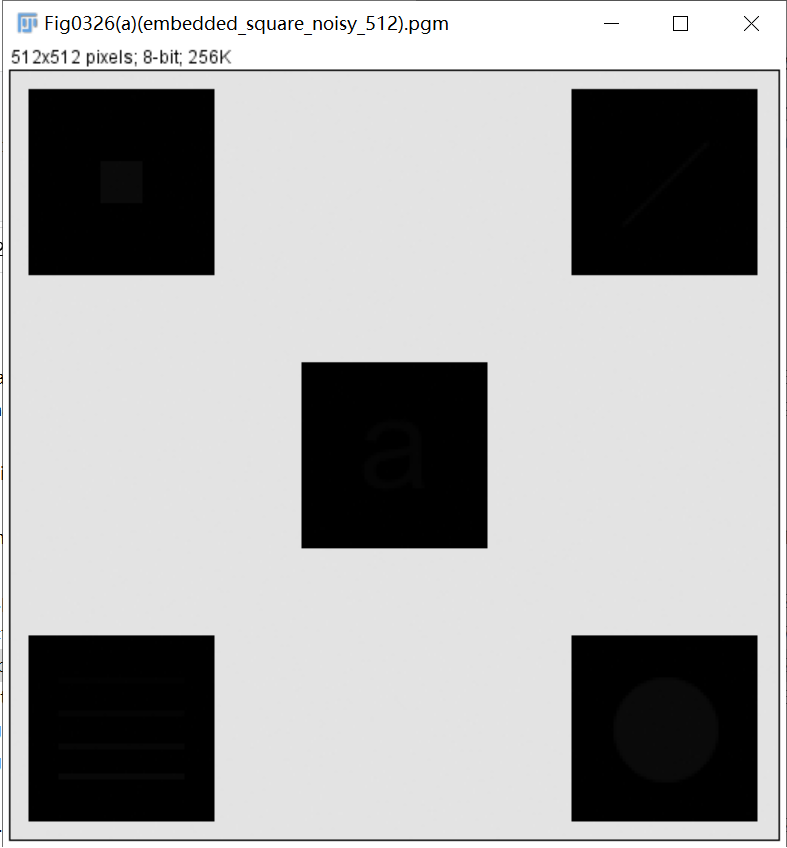 Fig0326(a)(embedded_square_noisy_512).pgm
512x512 pixels; 8-bit; 256K
a